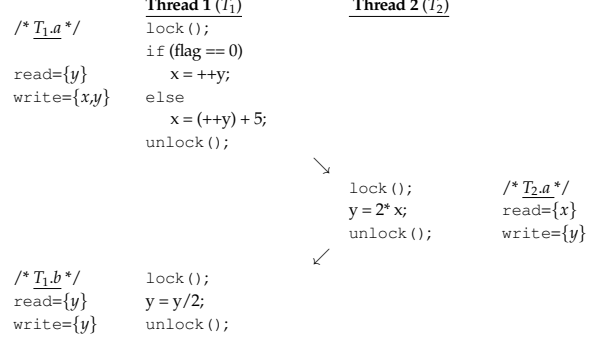 Thread 1 (T₁) Thread 2 (T₂)
/* T₁.a */ lock();
if (flag == 0)
read={y} x = ++y;
write={x,y} else
x = (++y) + 5;
unlock();
↘
lock(); /* T₂.a */
y = 2* x; read={x}
unlock(); write={y}
↙
/* T₁.b */ lock();
read={y} y = y/2;
write={y} unlock();